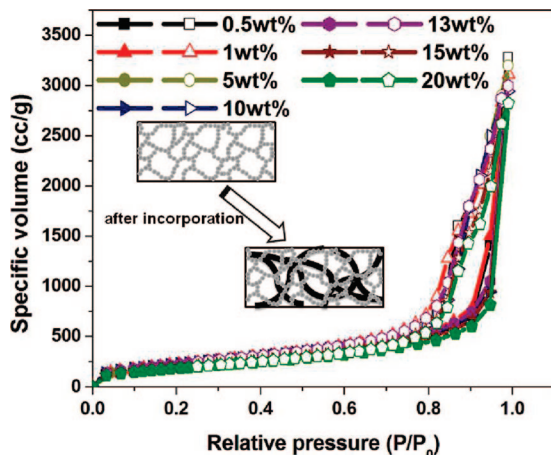 0.5wt% 13wt%
1wt% 15wt%
5wt% 20wt%
10wt%
after incorporation
Specific volume (cc/g)
3500
3000
2500
2000
1500
1000
500
0
0.0 0.2 0.4 0.6 0.8 1.0
Relative pressure (P/P0)